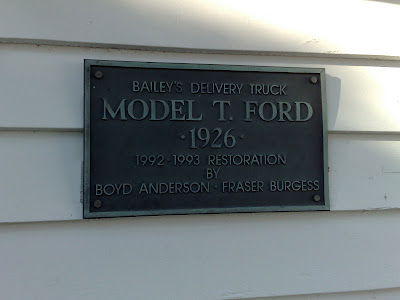 BAILEY'S DELIVERY TRUCK
MODEL T. FORD
·1926·
1992-1993 RESTORATION
BY
BOYD ANDERSON · FRASER BURGESS